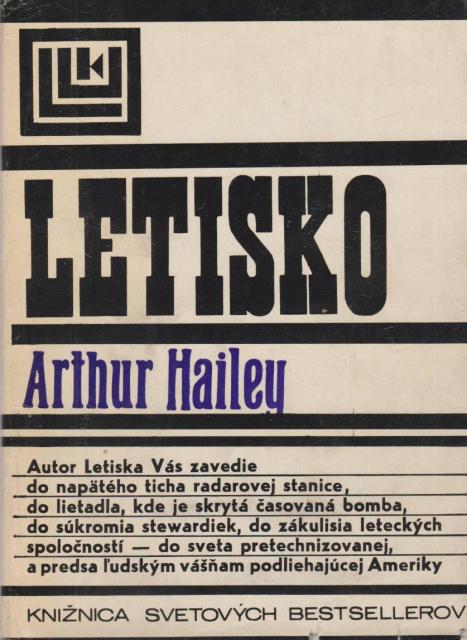 LETISKO
Arthur Hailey
Autor Letiska Vás zavedie
do napätého ticha radarovej stanice,
do lietadla, kde je skrytá časovaná bomba,
do súkromia stewardiek, do zákulisia leteckých
spoločností — do sveta pretechnizovanej,
a predsa ľudským vášňam podliehajúcej Ameriky
KNIŽNICA SVETOVÝCH BESTSELLEROV